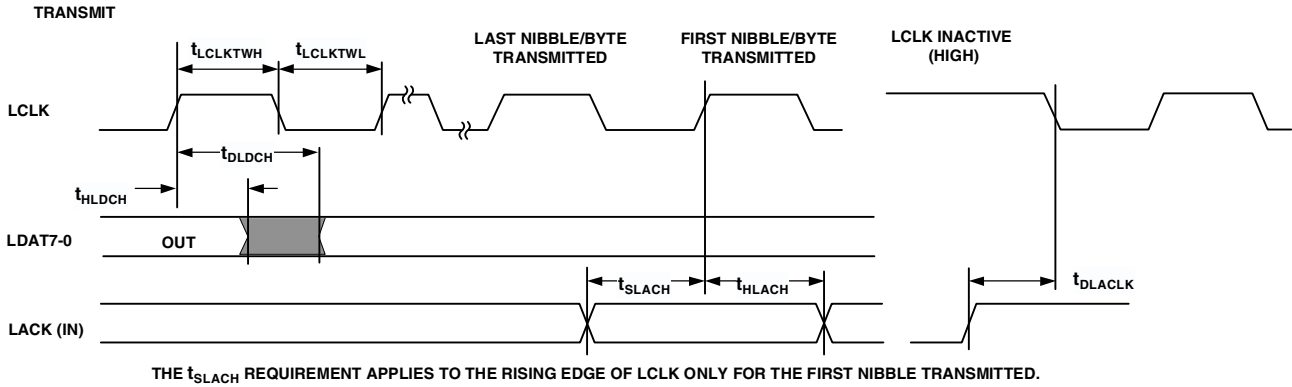 TRANSMIT
tLCLKTWH
tLCLKTWL
LAST NIBBLE/BYTE
TRANSMITTED
FIRST NIBBLE/BYTE
TRANSMITTED
LCLK INACTIVE
(HIGH)
LCLK
tDLDCH
tHLDCH
LDAT7-0
OUT
tSLACH
tHLACH
tDLACLK
LACK (IN)
THE tSLACH REQUIREMENT APPLIES TO THE RISING EDGE OF LCLK ONLY FOR THE FIRST NIBBLE TRANSMITTED.